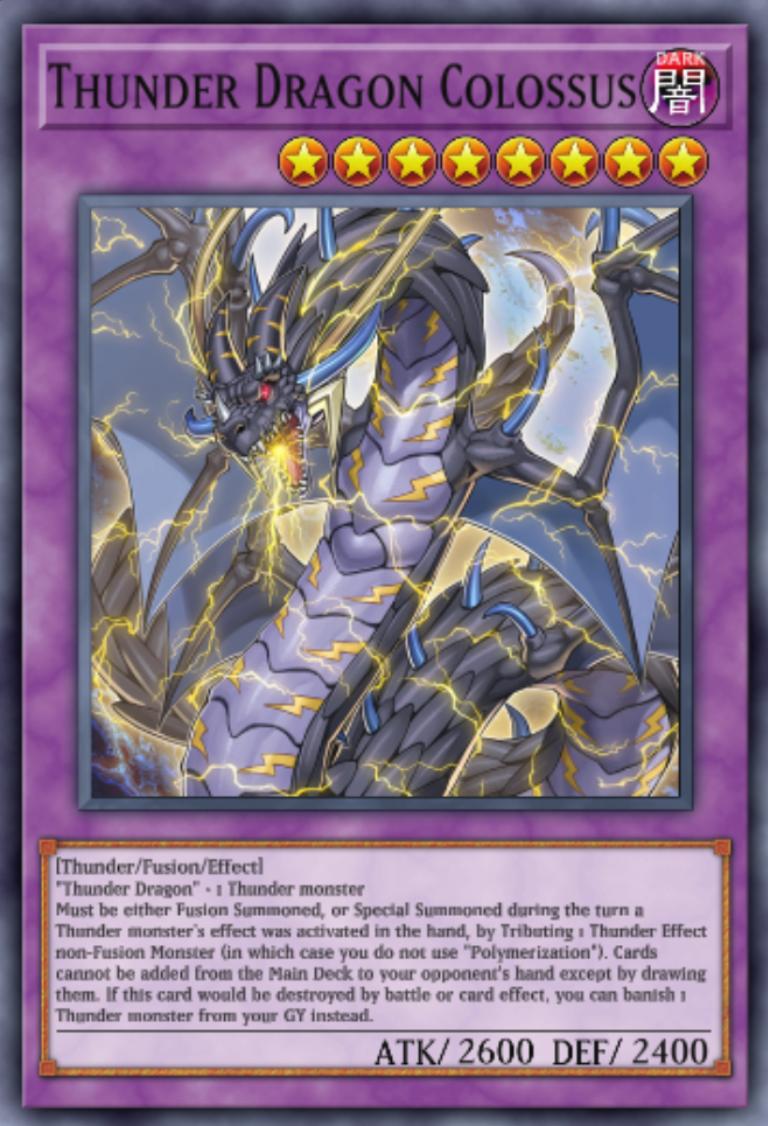 THUNDER DRAGON COLOSSUS
DARK
闇
[Thunder/Fusion/Effect]
"Thunder Dragon" - 1 Thunder monster
Must be either Fusion Summoned, or Special Summoned during the turn a
Thunder monster's effect was activated in the hand, by Tributing 1 Thunder Effect
non-Fusion Monster (in which case you do not use "Polymerization"). Cards
cannot be added from the Main Deck to your opponent's hand except by drawing
them. If this card would be destroyed by battle or card effect, you can banish 1
Thunder monster from your GY instead.
ATK/ 2600 DEF/ 2400